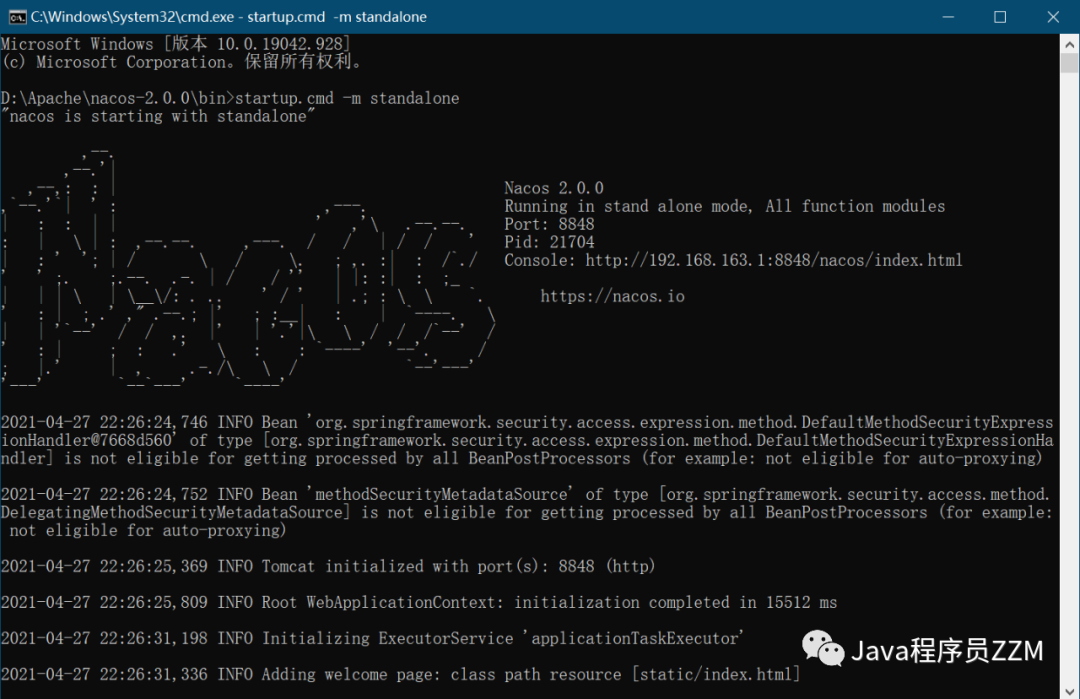 C:\Windows\System32\cmd.exe - startup.cmd  -m standalone
Microsoft Windows [版本 10.0.19042.928]
(c) Microsoft Corporation。保留所有权利。
D:\Apache\nacos-2.0.0\bin>startup.cmd -m standalone
"nacos is starting with standalone"
Nacos
Nacos 2.0.0
Running in stand alone mode, All function modules
Port: 8848
Pid: 21704
Console: http://192.168.163.1:8848/nacos/index.html
https://nacos.io
2021-04-27 22:26:24,746 INFO Bean 'org.springframework.security.access.expression.method.DefaultMethodSecurityExpress
ionHandler@7668d560' of type [org.springframework.security.access.expression.method.DefaultMethodSecurityExpressionHa
ndler] is not eligible for getting processed by all BeanPostProcessors (for example: not eligible for auto-proxying)
2021-04-27 22:26:24,752 INFO Bean 'methodSecurityMetadataSource' of type [org.springframework.security.access.method.
DelegatingMethodSecurityMetadataSource] is not eligible for getting processed by all BeanPostProcessors (for example:
 not eligible for auto-proxying)
2021-04-27 22:26:25,369 INFO Tomcat initialized with port(s): 8848 (http)
2021-04-27 22:26:25,809 INFO Root WebApplicationContext: initialization completed in 15512 ms
2021-04-27 22:26:31,198 INFO Initializing ExecutorService 'applicationTaskExecutor'
2021-04-27 22:26:31,336 INFO Adding welcome page: class path resource [static/index.html]
Java程序员ZZM